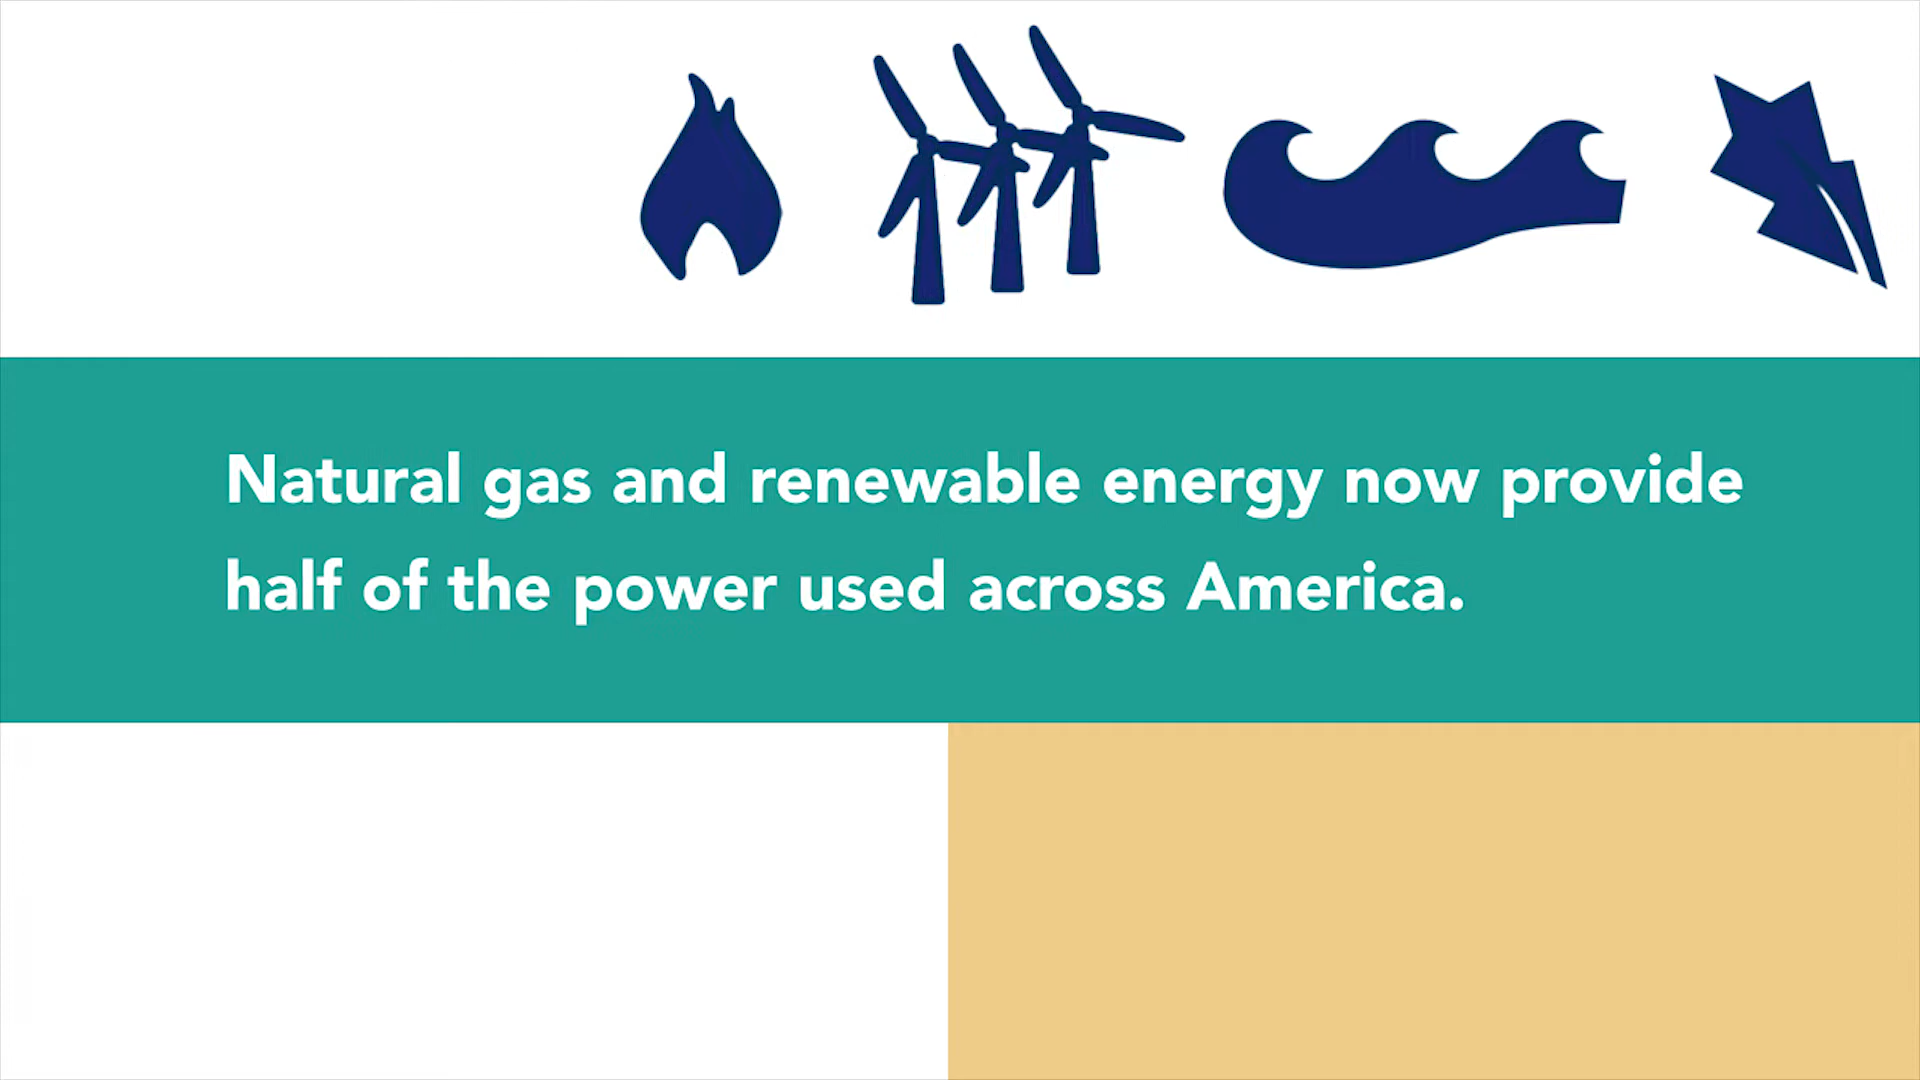 Natural gas and renewable energy now provide
half of the power used across America.